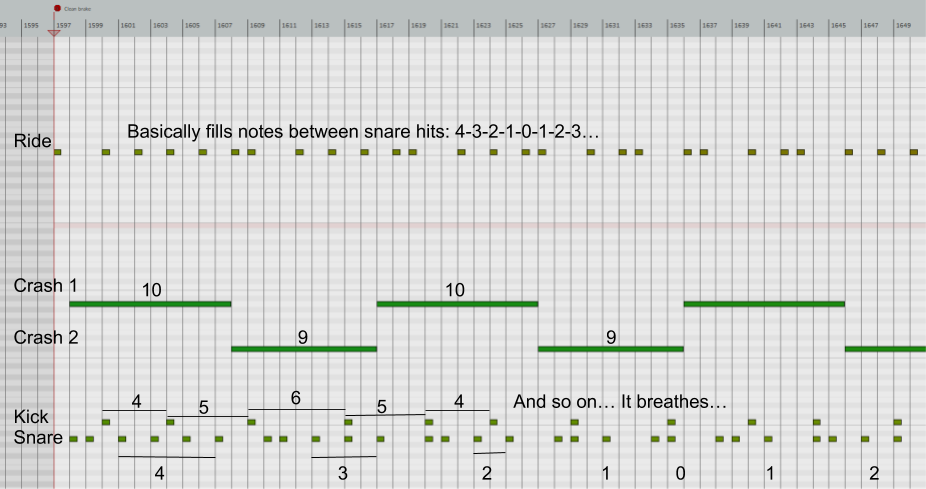 Clean broke
93 1595 1597 1599 1601 1603 1605 1607 1609 1611 1613 1615 1617 1619 1621 1623 1625 1627 1629 1631 1633 1635 1637 1639 1641 1643 1645 1647 1649
Basically fills notes between snare hits: 4-3-2-1-0-1-2-3…
Ride
Crash 1 10 10
Crash 2 9 9
4 5 6 5 4 And so on… It breathes…
Kick
Snare
4 3 2 1 0 1 2